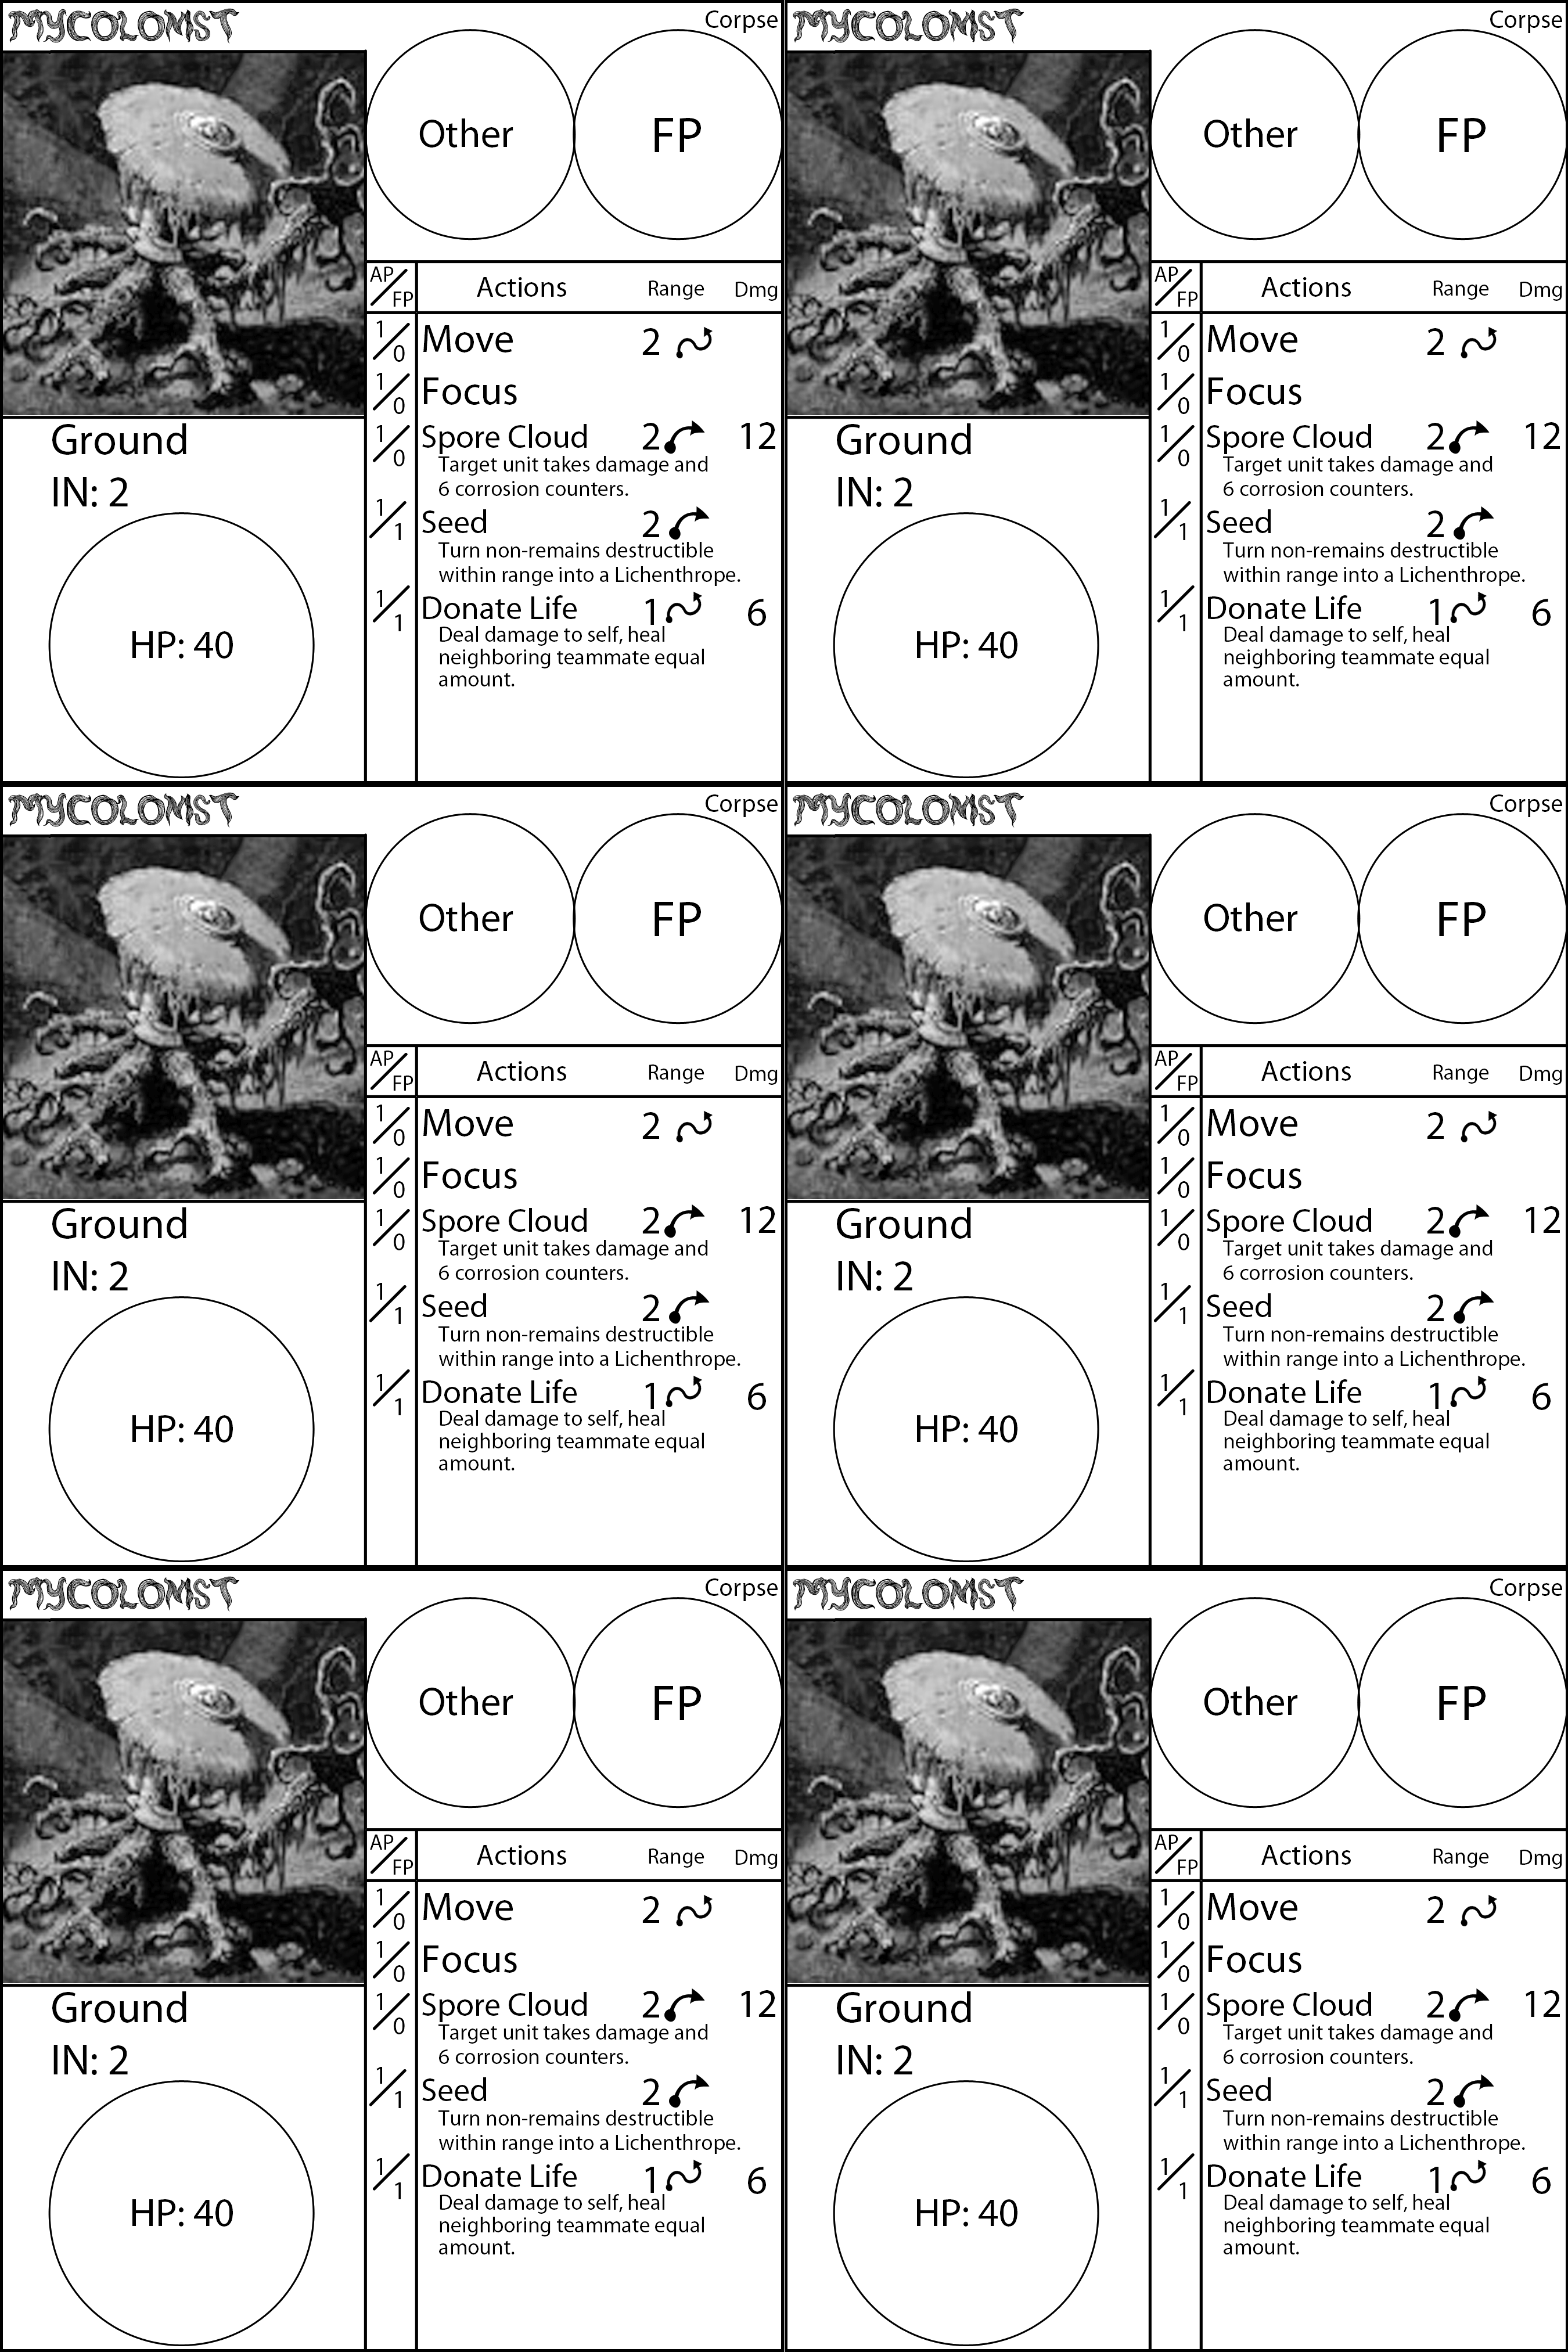 MYCOLONIST
Corpse
Other
FP
AP/FP Actions Range Dmg
1/0 Move 2
1/0 Focus
1/0 Spore Cloud 2 12
Target unit takes damage and
6 corrosion counters.
1/1 Seed 2
Turn non-remains destructible
within range into a Lichenthrope.
1/1 Donate Life 1 6
Deal damage to self, heal
neighboring teammate equal
amount.
Ground
IN: 2
HP: 40
MYCOLONIST
Corpse
Other
FP
AP/FP Actions Range Dmg
1/0 Move 2
1/0 Focus
1/0 Spore Cloud 2 12
Target unit takes damage and
6 corrosion counters.
1/1 Seed 2
Turn non-remains destructible
within range into a Lichenthrope.
1/1 Donate Life 1 6
Deal damage to self, heal
neighboring teammate equal
amount.
Ground
IN: 2
HP: 40
MYCOLONIST
Corpse
Other
FP
AP/FP Actions Range Dmg
1/0 Move 2
1/0 Focus
1/0 Spore Cloud 2 12
Target unit takes damage and
6 corrosion counters.
1/1 Seed 2
Turn non-remains destructible
within range into a Lichenthrope.
1/1 Donate Life 1 6
Deal damage to self, heal
neighboring teammate equal
amount.
Ground
IN: 2
HP: 40
MYCOLONIST
Corpse
Other
FP
AP/FP Actions Range Dmg
1/0 Move 2
1/0 Focus
1/0 Spore Cloud 2 12
Target unit takes damage and
6 corrosion counters.
1/1 Seed 2
Turn non-remains destructible
within range into a Lichenthrope.
1/1 Donate Life 1 6
Deal damage to self, heal
neighboring teammate equal
amount.
Ground
IN: 2
HP: 40
MYCOLONIST
Corpse
Other
FP
AP/FP Actions Range Dmg
1/0 Move 2
1/0 Focus
1/0 Spore Cloud 2 12
Target unit takes damage and
6 corrosion counters.
1/1 Seed 2
Turn non-remains destructible
within range into a Lichenthrope.
1/1 Donate Life 1 6
Deal damage to self, heal
neighboring teammate equal
amount.
Ground
IN: 2
HP: 40
MYCOLONIST
Corpse
Other
FP
AP/FP Actions Range Dmg
1/0 Move 2
1/0 Focus
1/0 Spore Cloud 2 12
Target unit takes damage and
6 corrosion counters.
1/1 Seed 2
Turn non-remains destructible
within range into a Lichenthrope.
1/1 Donate Life 1 6
Deal damage to self, heal
neighboring teammate equal
amount.
Ground
IN: 2
HP: 40